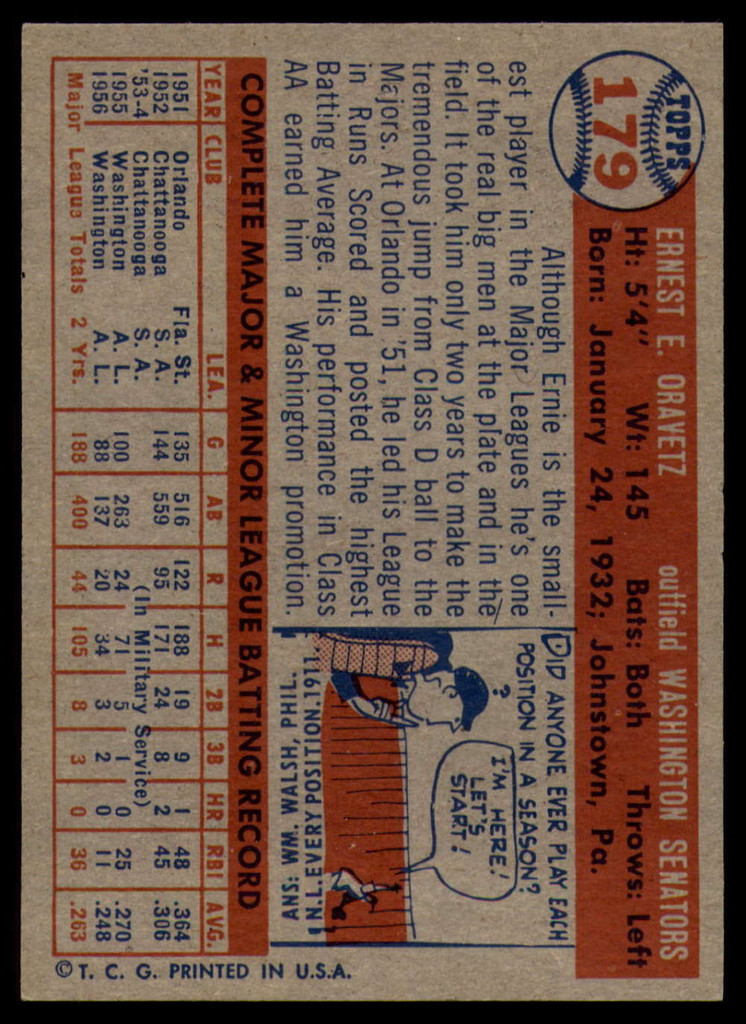 TOPPS
179
ERNEST E. ORAVETZ outfield WASHINGTON SENATORS
Ht: 5'4" Wt: 145 Bats: Both Throws: Left
Born: January 24, 1932; Johnstown, Pa.
Although Ernie is the small-
est player in the Major Leagues he's one
of the real big men at the plate and in the
field. It took him only two years to make the
tremendous jump from Class D ball to the
Majors. At Orlando in '51, he led his League
in Runs Scored and posted the highest
Batting Average. His performance in Class
AA earned him a Washington promotion.
DID ANYONE EVER PLAY EACH
POSITION IN A SEASON?
?
I'M HERE!
LET'S
START!
ANS: WM. WALSH, PHIL.
N.L. EVERY POSITION. 1911
COMPLETE MAJOR & MINOR LEAGUE BATTING RECORD
YEAR CLUB LEA. G AB R H 2B 3B HR RBI AVG.
1951 Orlando Fla. St. 135 516 122 188 19 9 1 48 .364
1952 Chattanooga S. A. 144 559 95 171 24 8 2 45 .306
'53-4 Chattanooga S. A. (In Military Service)
1955 Washington A. L. 100 263 24 71 5 1 0 25 .270
1956 Washington A. L. 88 137 20 34 3 2 0 11 .248
Major League Totals 2 Yrs. 188 400 44 105 8 3 0 36 .263
© T. C. G. PRINTED IN U.S.A.